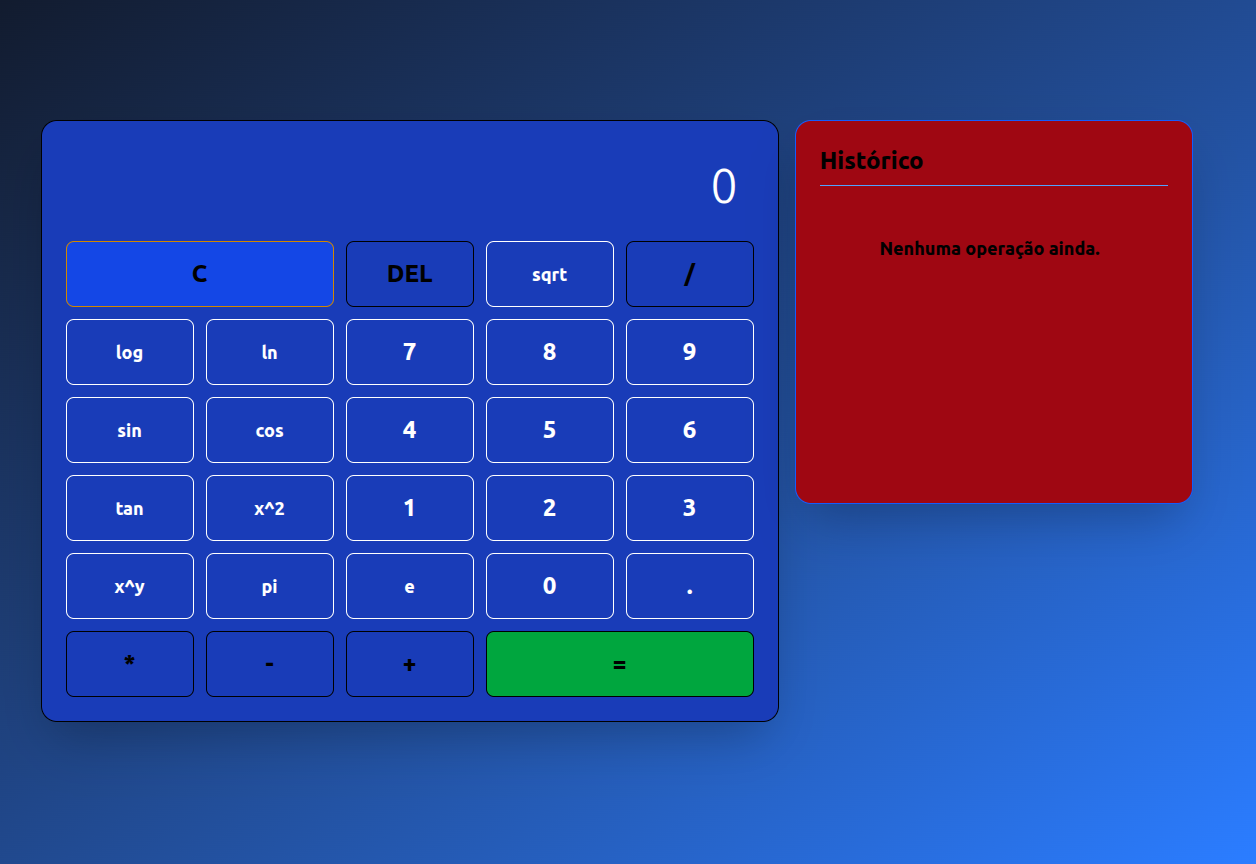 0
C DEL sqrt /
log ln 7 8 9
sin cos 4 5 6
tan x^2 1 2 3
x^y pi e 0 .
* - + =
Histórico
Nenhuma operação ainda.